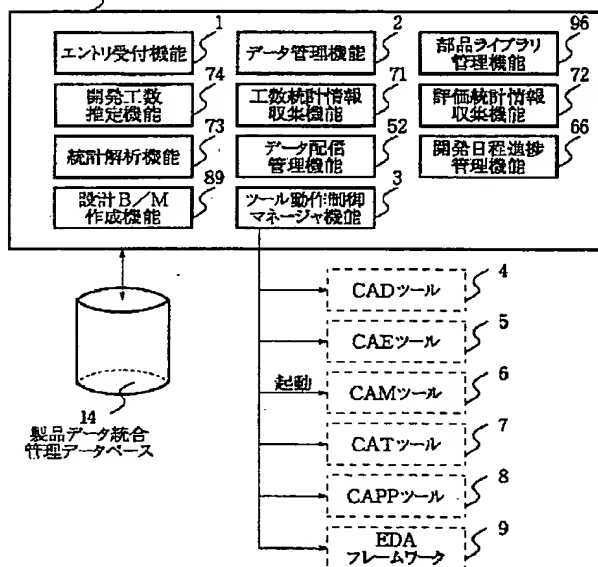 1
2
96
エントリ受付機能
データ管理機能
部品ライブラリ
管理機能
74
71
72
開発工数
推定機能
工数統計情報
収集機能
評価統計情報
収集機能
73
52
66
統計解析機能
データ配信
管理機能
開発日程進捗
管理機能
89
3
設計B/M
作成機能
ツール動作制御
マネージャ機能
4
CADツール
5
CAEツール
起動
6
CAMツール
14
製品データ統合
管理データベース
7
CATツール
8
CAPPツール
9
EDA
フレームワーク